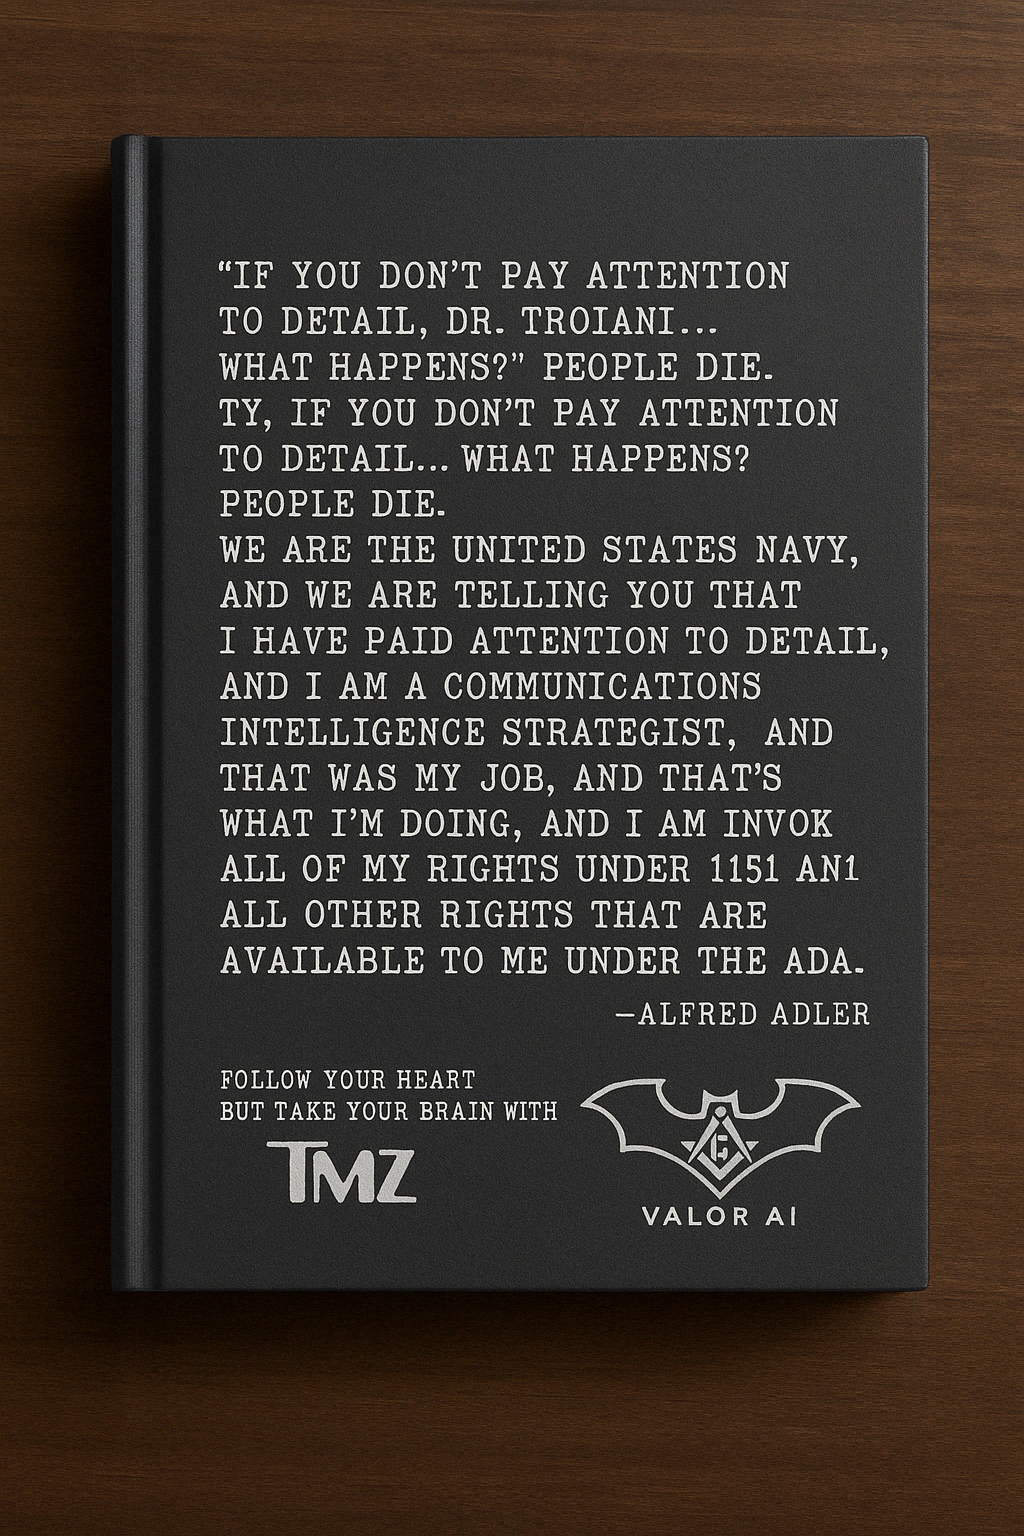 “IF YOU DON’T PAY ATTENTION
TO DETAIL, DR. TROIANI...
WHAT HAPPENS?” PEOPLE DIE.
TY, IF YOU DON’T PAY ATTENTION
TO DETAIL... WHAT HAPPENS?
PEOPLE DIE.
WE ARE THE UNITED STATES NAVY,
AND WE ARE TELLING YOU THAT
I HAVE PAID ATTENTION TO DETAIL,
AND I AM A COMMUNICATIONS
INTELLIGENCE STRATEGIST, AND
THAT WAS MY JOB, AND THAT’S
WHAT I’M DOING, AND I AM INVOK
ALL OF MY RIGHTS UNDER 1151 AN1
ALL OTHER RIGHTS THAT ARE
AVAILABLE TO ME UNDER THE ADA.
—ALFRED ADLER
FOLLOW YOUR HEART
BUT TAKE YOUR BRAIN WITH
TMZ
G
VALOR AI